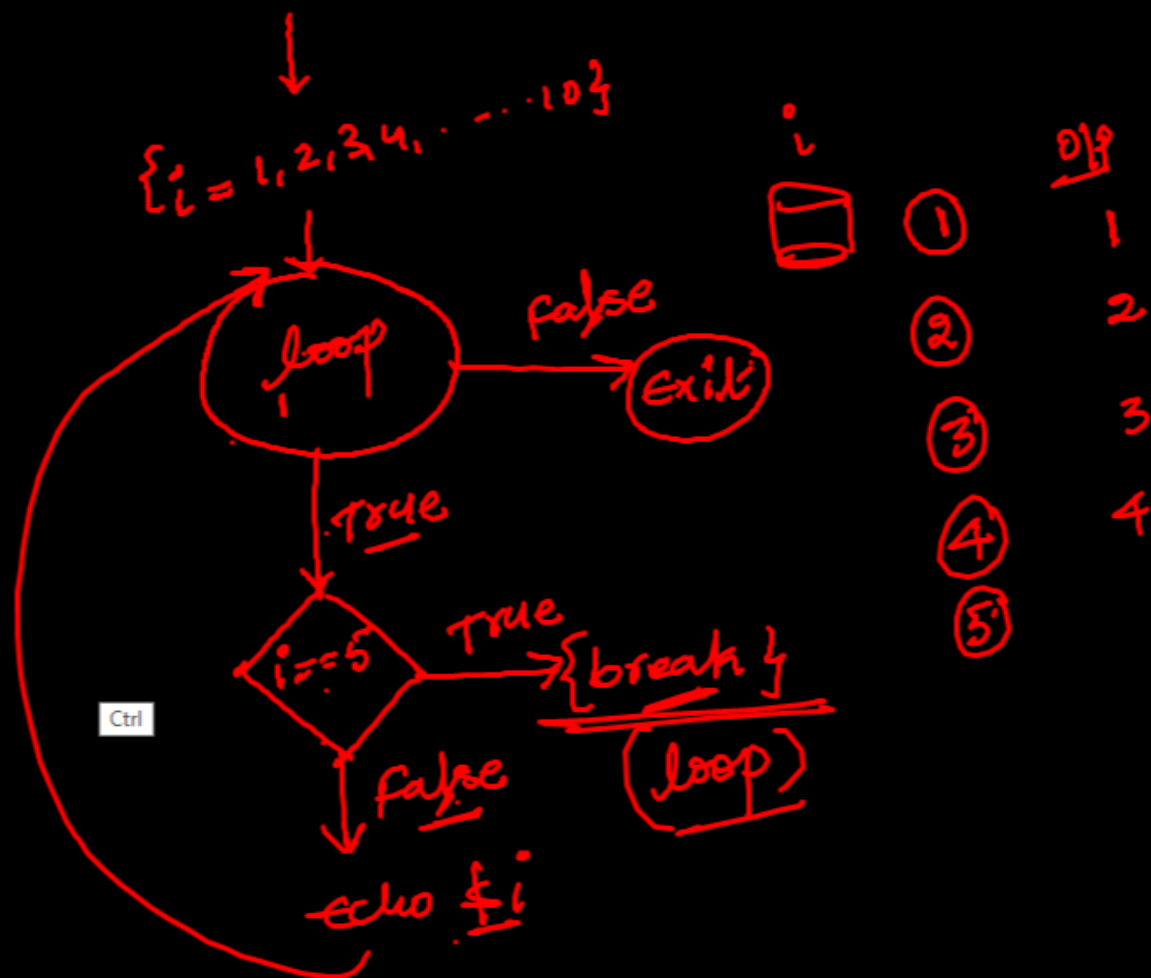 {i = 1, 2, 3, 4, . - . . 10}
i
o/p
loop
1
False
Exit
① 1
② 2
③ 3
④ 4
⑤
True
i==5
True
{break}
(loop)
Ctrl
False
echo $i